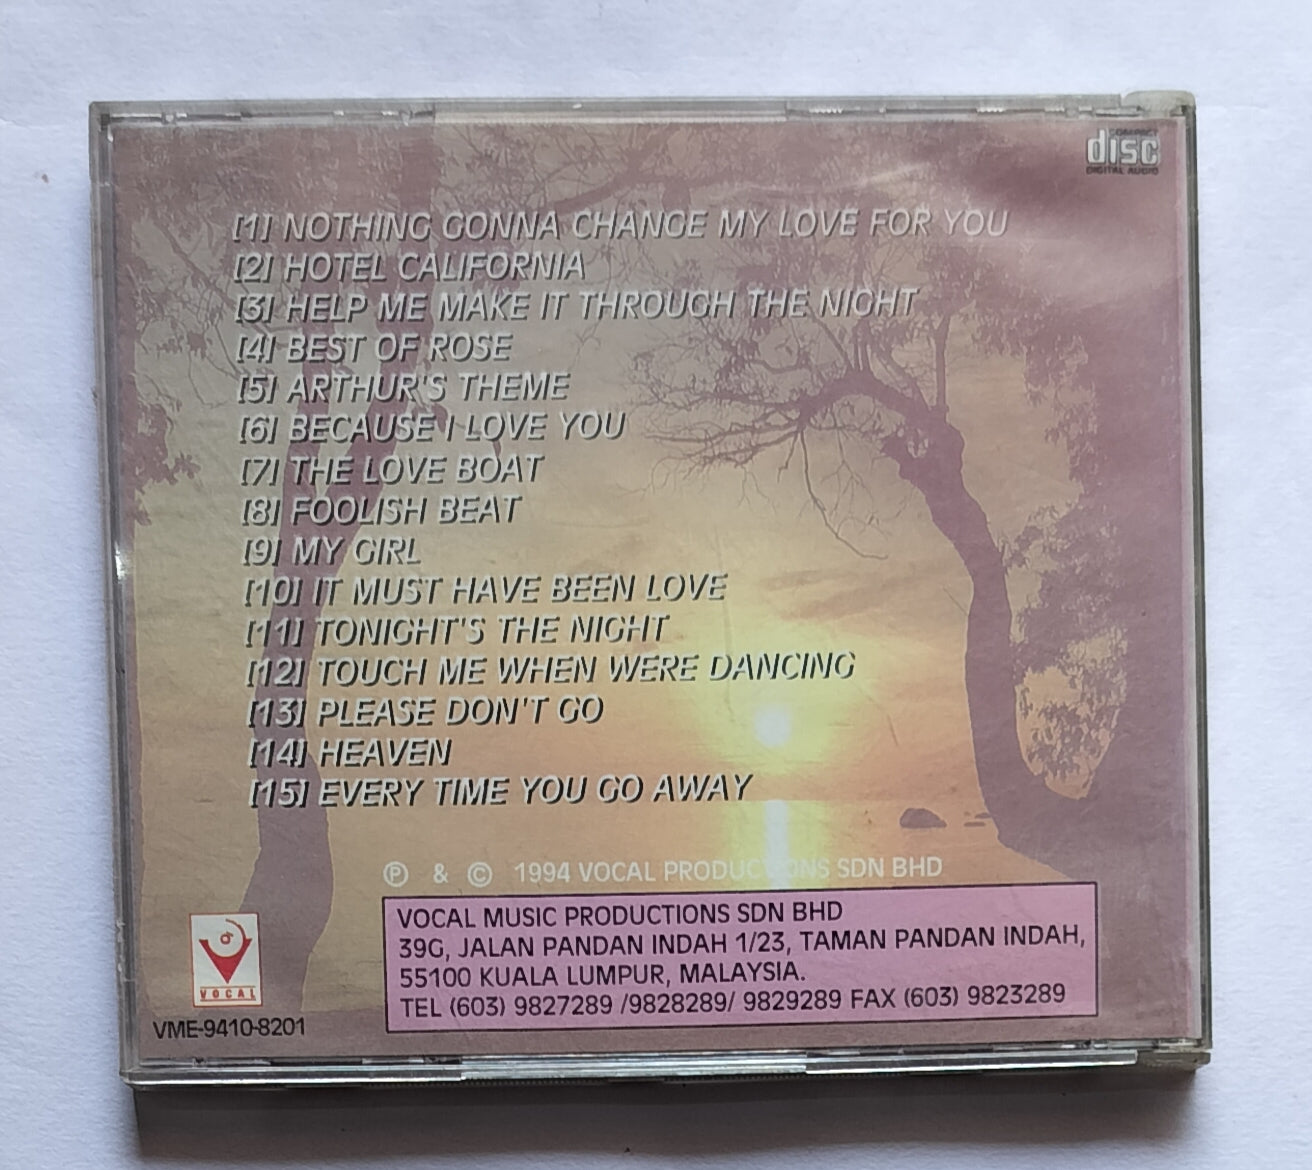 COMPACT
disc
DIGITAL AUDIO
[1] NOTHING GONNA CHANGE MY LOVE FOR YOU
[2] HOTEL CALIFORNIA
[3] HELP ME MAKE IT THROUGH THE NIGHT
[4] BEST OF ROSE
[5] ARTHUR'S THEME
[6] BECAUSE I LOVE YOU
[7] THE LOVE BOAT
[8] FOOLISH BEAT
[9] MY GIRL
[10] IT MUST HAVE BEEN LOVE
[11] TONIGHT'S THE NIGHT
[12] TOUCH ME WHEN WERE DANCING
[13] PLEASE DON'T GO
[14] HEAVEN
[15] EVERY TIME YOU GO AWAY
℗ & © 1994 VOCAL PRODUCTIONS SDN BHD
VOCAL MUSIC PRODUCTIONS SDN BHD
39G, JALAN PANDAN INDAH 1/23, TAMAN PANDAN INDAH,
55100 KUALA LUMPUR, MALAYSIA.
TEL (603) 9827289 /9828289/ 9829289 FAX (603) 9823289
VOCAL
VME-9410-8201